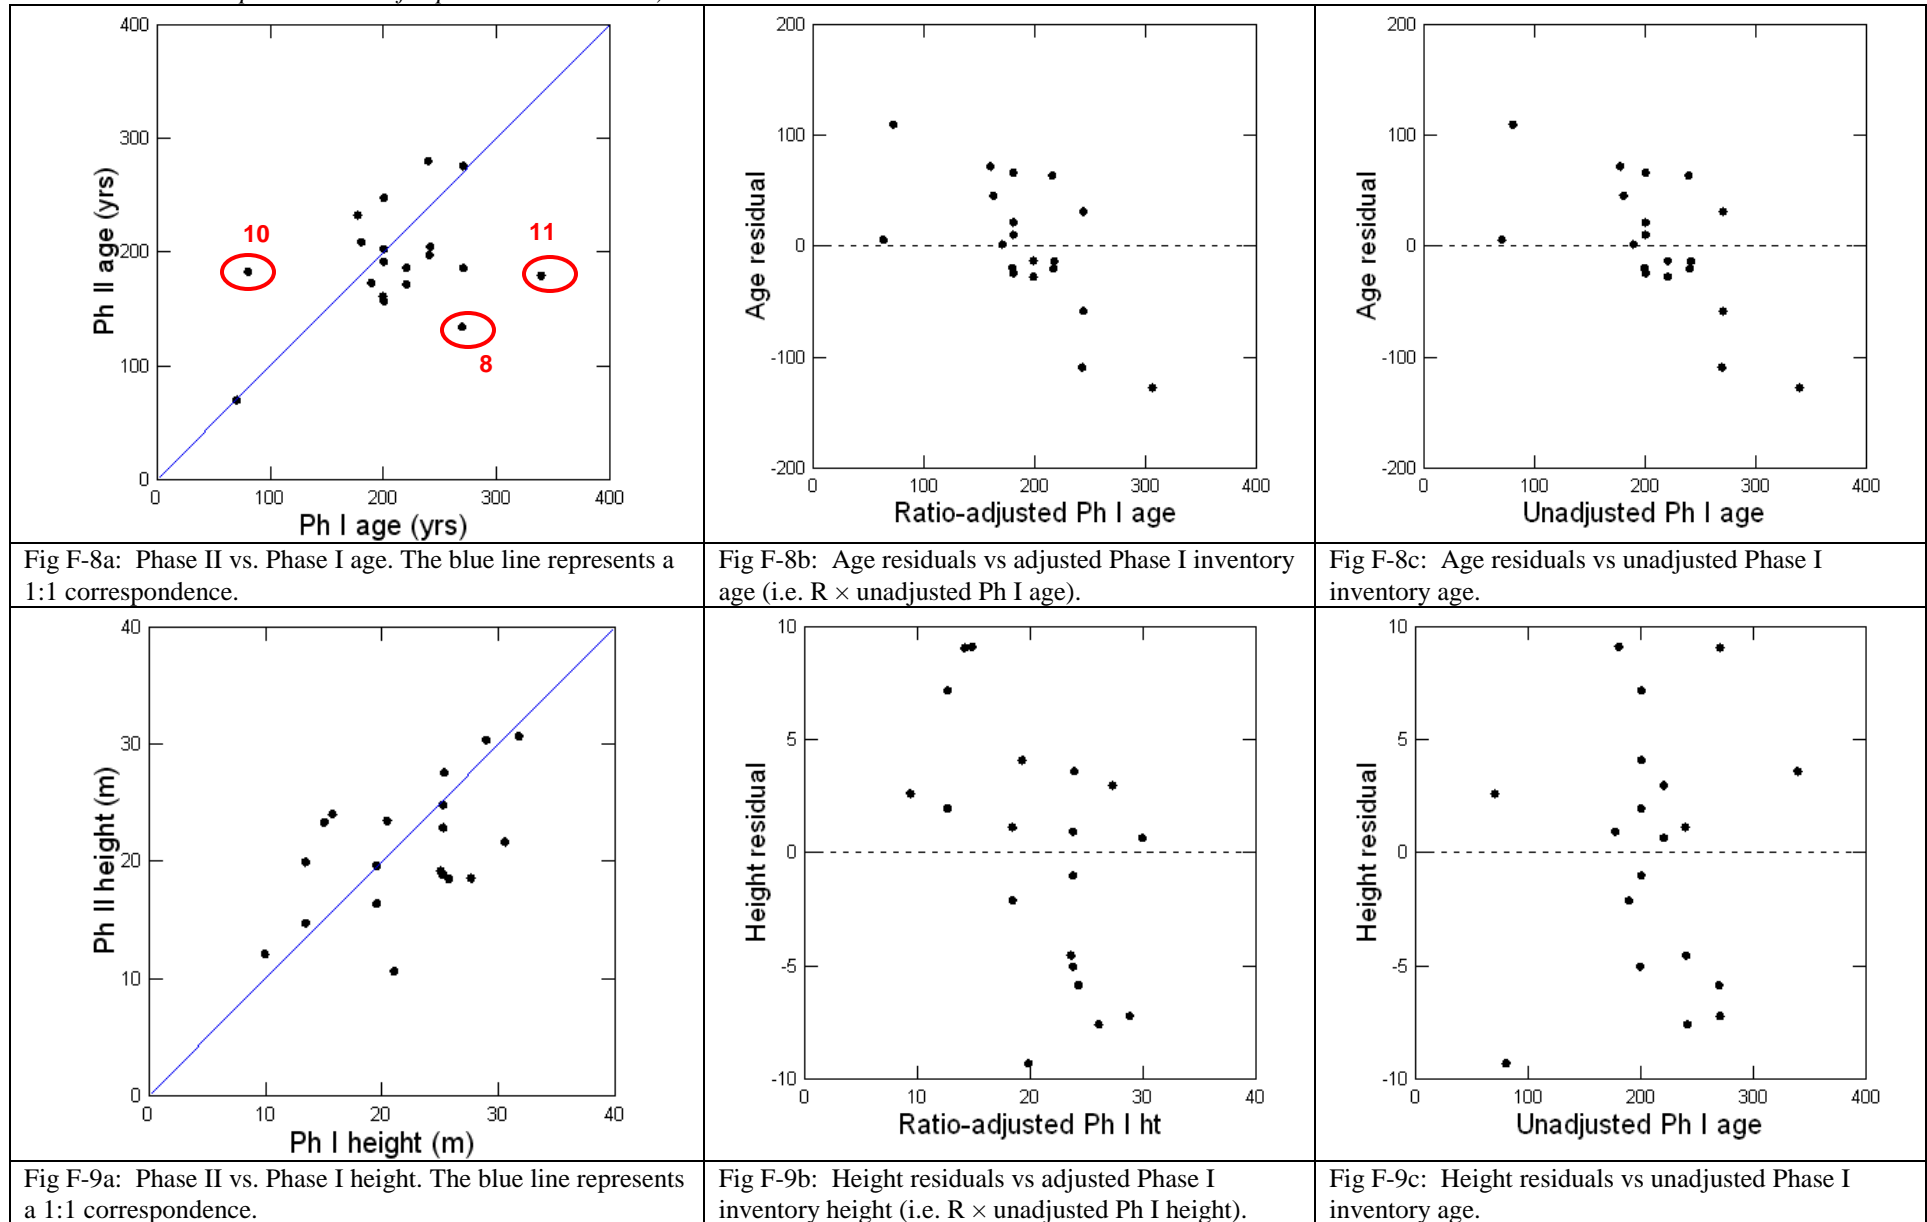 400
300
200
100
0
0
100
200
300
400
Ph II age (yrs)
Ph I age (yrs)
10
11
8
200
100
0
-100
-200
0
100
200
300
400
Age residual
Ratio-adjusted Ph I age
200
100
0
-100
-200
0
100
200
300
400
Age residual
Unadjusted Ph I age
Fig F-8a: Phase II vs. Phase I age. The blue line represents a
1:1 correspondence.
Fig F-8b: Age residuals vs adjusted Phase I inventory
age (i.e. R × unadjusted Ph I age).
Fig F-8c: Age residuals vs unadjusted Phase I
inventory age.
40
30
20
10
0
0
10
20
30
40
Ph II height (m)
Ph I height (m)
10
5
0
-5
-10
0
10
20
30
40
Height residual
Ratio-adjusted Ph I ht
10
5
0
-5
-10
0
100
200
300
400
Height residual
Unadjusted Ph I age
Fig F-9a: Phase II vs. Phase I height. The blue line represents
a 1:1 correspondence.
Fig F-9b: Height residuals vs adjusted Phase I
inventory height (i.e. R × unadjusted Ph I height).
Fig F-9c: Height residuals vs unadjusted Phase I
inventory age.